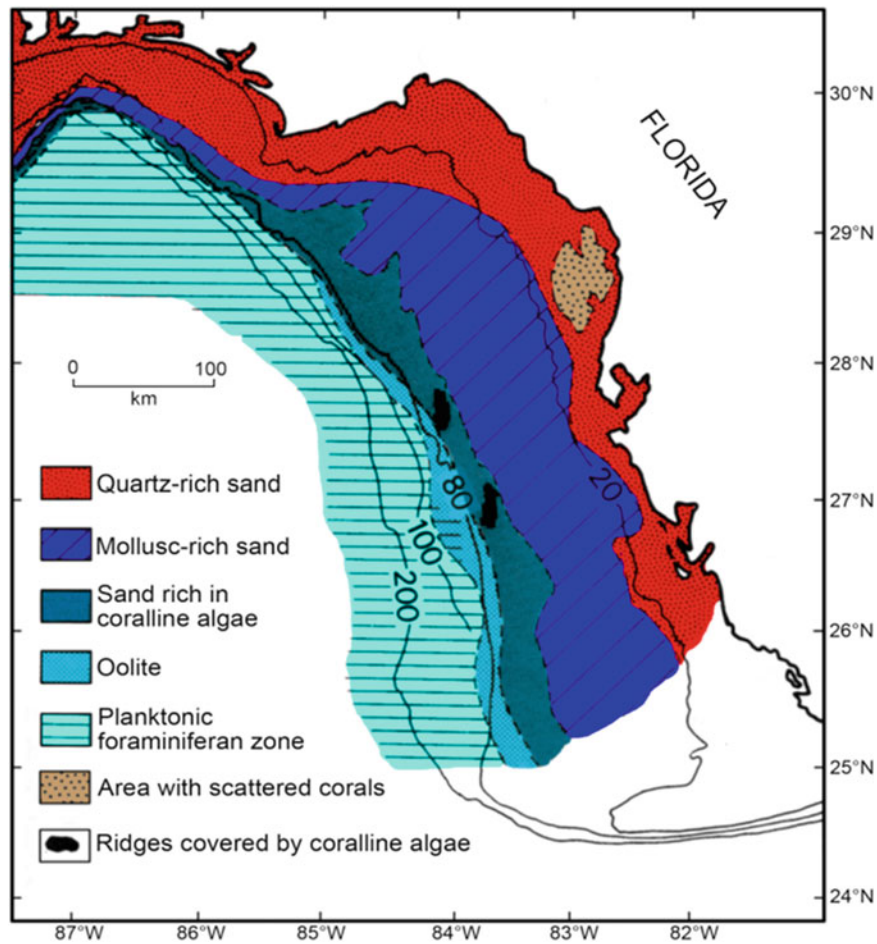 30°N
FLORIDA
29°N
0 100
km
28°N
Quartz-rich sand
80
20
27°N
Mollusc-rich sand
100
200
Sand rich in
coralline algae
26°N
Oolite
Planktonic
foraminiferan zone
25°N
Area with scattered corals
Ridges covered by coralline algae
24°N
87°W 86°W 85°W 84°W 83°W 82°W